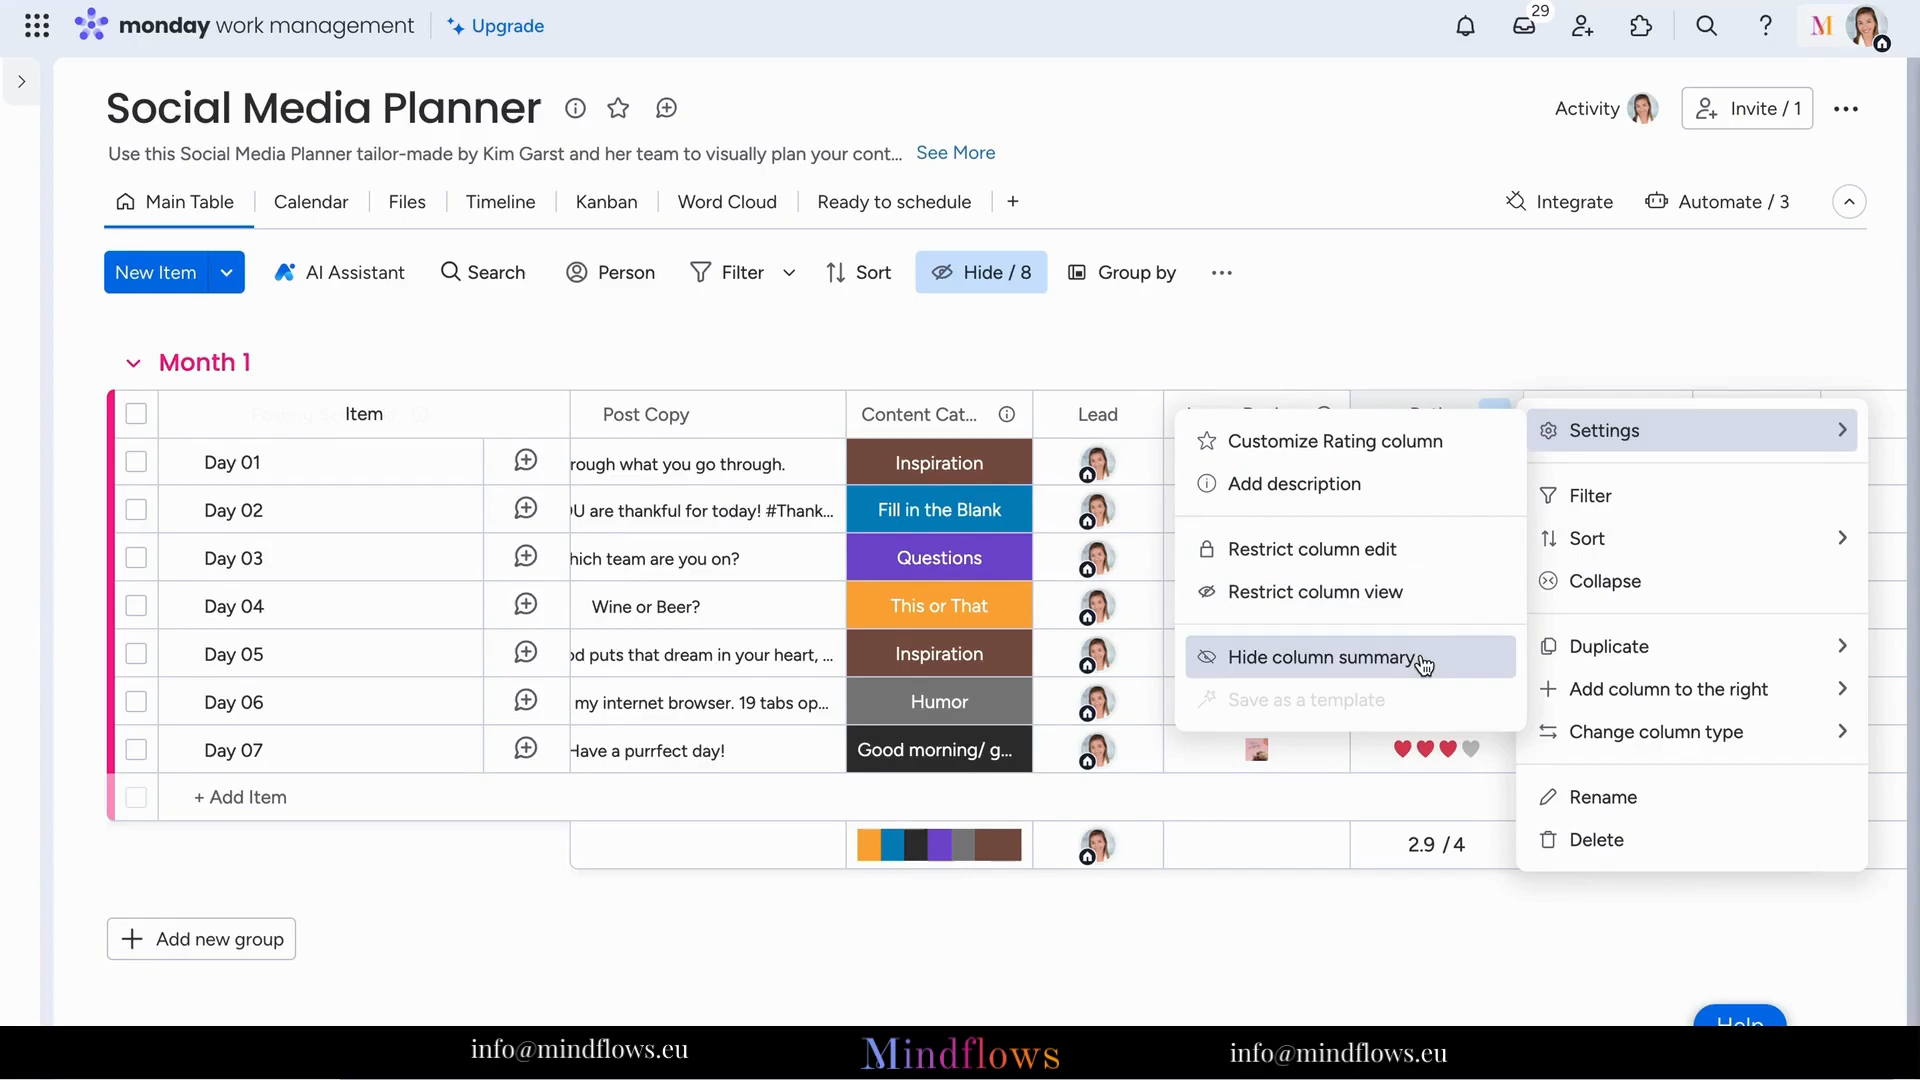 monday work management
Upgrade
29
M
Social Media Planner
Activity
Invite / 1
Use this Social Media Planner tailor-made by Kim Garst and her team to visually plan your cont... See More
Main Table
Calendar
Files
Timeline
Kanban
Word Cloud
Ready to schedule
+
Integrate
Automate / 3
New Item
AI Assistant
Search
Person
Filter
Sort
Hide / 8
Group by
Month 1
Item
Post Copy
Content Cat...
Lead
Day 01
rough what you go through.
Inspiration
Day 02
OU are thankful for today! #Thank...
Fill in the Blank
Day 03
hich team are you on?
Questions
Day 04
Wine or Beer?
This or That
Day 05
od puts that dream in your heart, ...
Inspiration
Day 06
my internet browser. 19 tabs op...
Humor
Day 07
Have a purrfect day!
Good morning/ g...
+ Add Item
2.9 / 4
Customize Rating column
Add description
Restrict column edit
Restrict column view
Hide column summary
Save as a template
Settings
Filter
Sort
Collapse
Duplicate
Add column to the right
Change column type
Rename
Delete
Add new group
Help
info@mindflows.eu
Mindflows
info@mindflows.eu